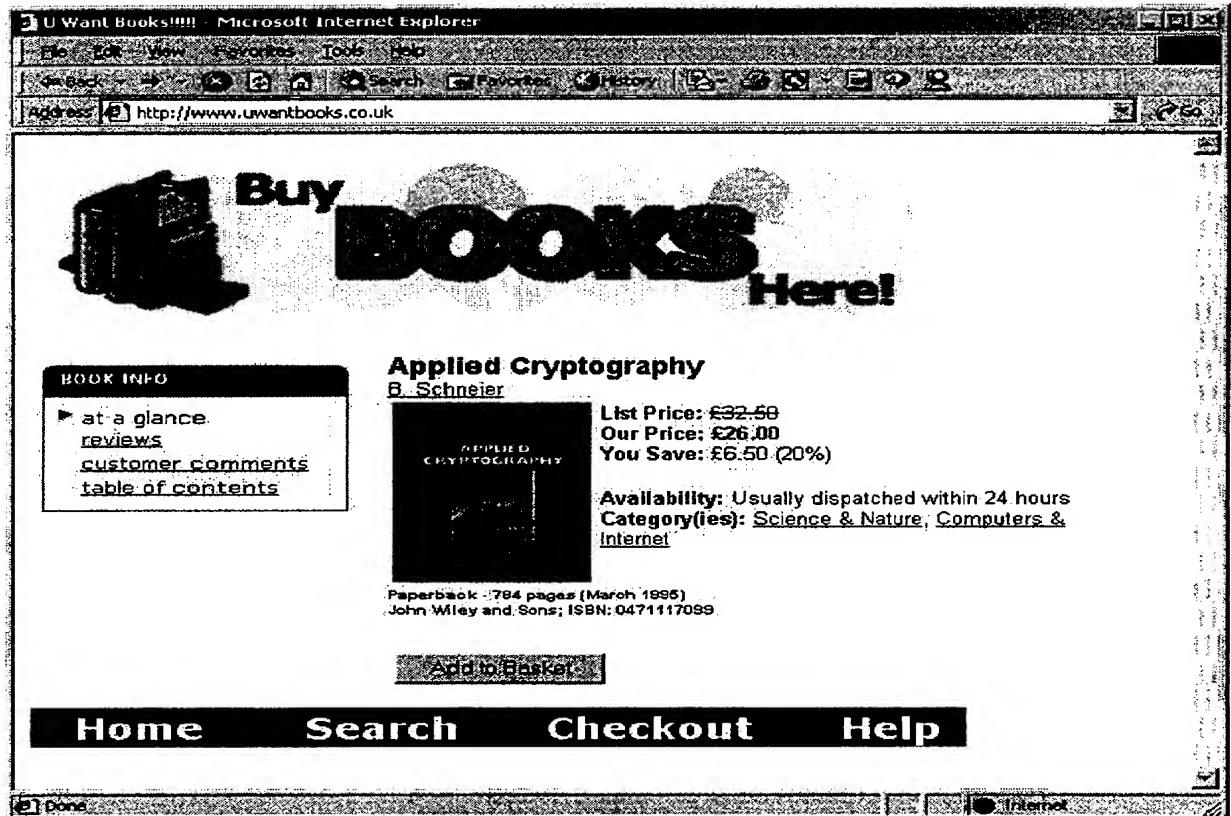 U Want Books!!!!! - Microsoft Internet Explorer
File Edit View Favorites Tools Help
Back Search Favorites History
Address http://www.uwantbooks.co.uk Go
Buy
BOOKS
Here!
BOOK INFO
at a glance
reviews
customer comments
table of contents
Applied Cryptography
B. Schneier
APPLIED
CRYPTOGRAPHY
List Price: £32.50
Our Price: £26.00
You Save: £6.50 (20%)
Availability: Usually dispatched within 24 hours
Category(ies): Science & Nature, Computers &
Internet
Paperback - 784 pages (March 1995)
John Wiley and Sons; ISBN: 0471117099
Add to Basket
Home Search Checkout Help
Done Internet